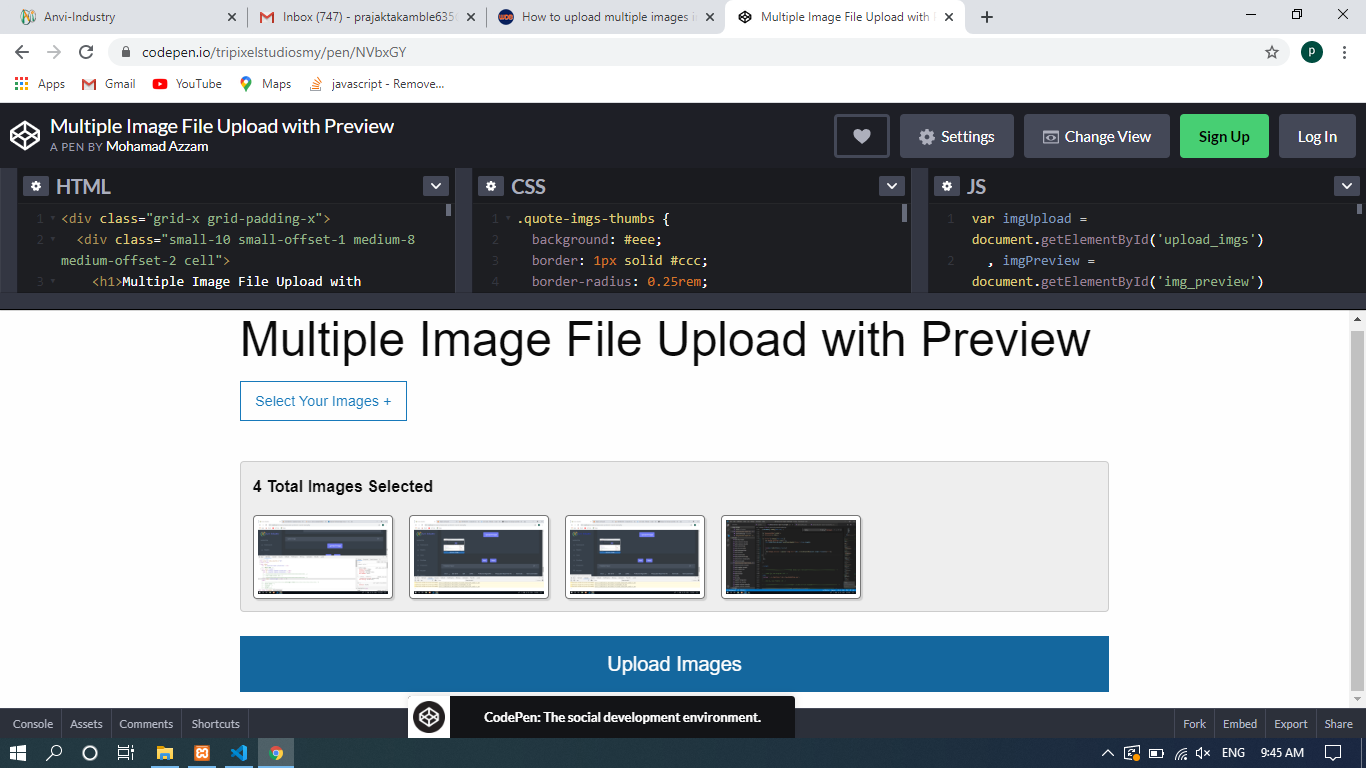 Anvi-Industry
Inbox (747) - prajaktakamble635
How to upload multiple images i
Multiple Image File Upload with
codepen.io/tripixelstudiosmy/pen/NVbxGY
P
Apps
Gmail
YouTube
Maps
javascript - Remove...
Multiple Image File Upload with Preview
A PEN BY Mohamad Azzam
Settings
Change View
Sign Up
Log In
HTML
1 <div class="grid-x grid-padding-x">
2 <div class="small-10 small-offset-1 medium-8
medium-offset-2 cell">
3 <h1>Multiple Image File Upload with
CSS
1 .quote-imgs-thumbs {
2 background: #eee;
3 border: 1px solid #ccc;
4 border-radius: 0.25rem;
JS
1 var imgUpload =
document.getElementById('upload_imgs')
2 , imgPreview =
document.getElementById('img_preview')
Multiple Image File Upload with Preview
Select Your Images +
4 Total Images Selected
Upload Images
Console
Assets
Comments
Shortcuts
CodePen: The social development environment.
Fork
Embed
Export
Share
ENG
9:45 AM